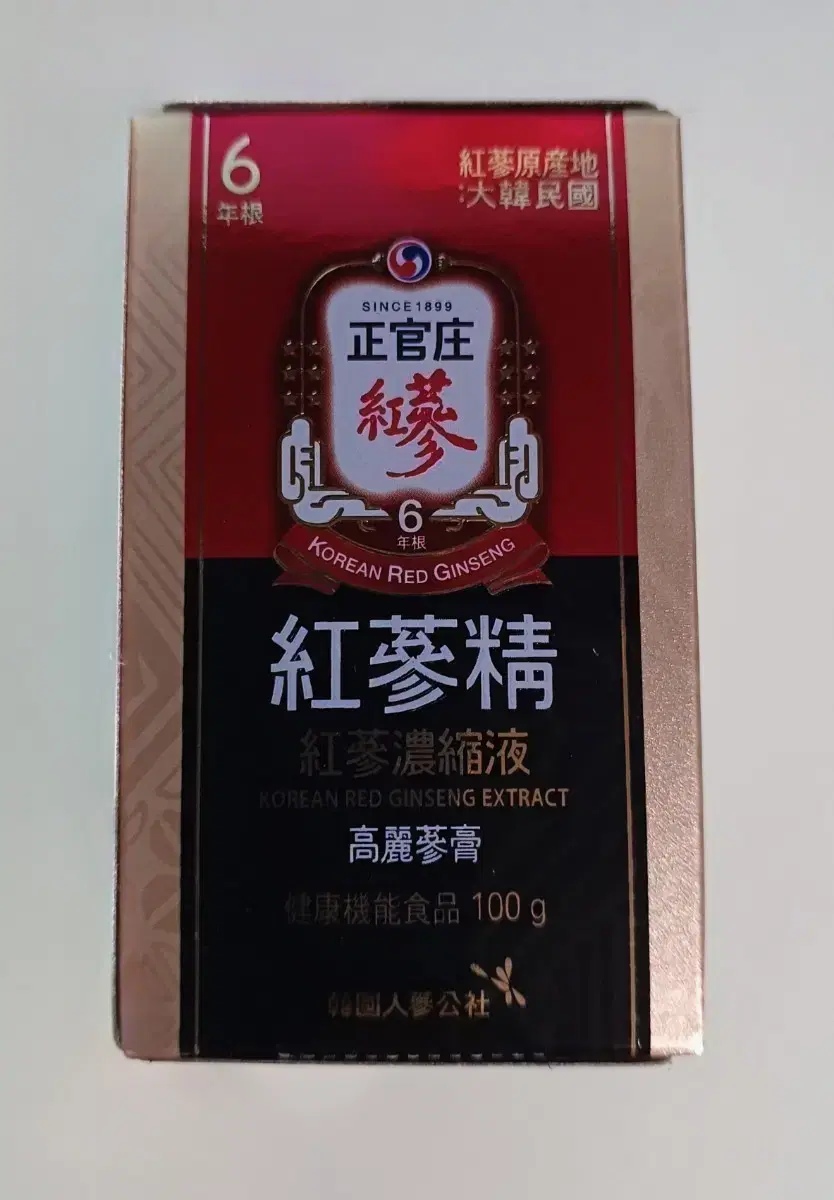 6
年根
紅蔘原産地
:大韓民國
SINCE1899
正官庄
紅蔘
6
年根
KOREAN RED GINSENG
紅蔘精
紅蔘濃縮液
KOREAN RED GINSENG EXTRACT
高麗蔘膏
健康機能食品 100 g
韓國人蔘公社